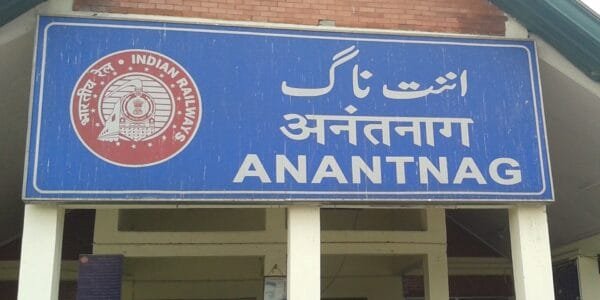 भारतीय रेल INDIAN RAILWAYS
اننت ناگ
अनंतनाग
ANANTNAG